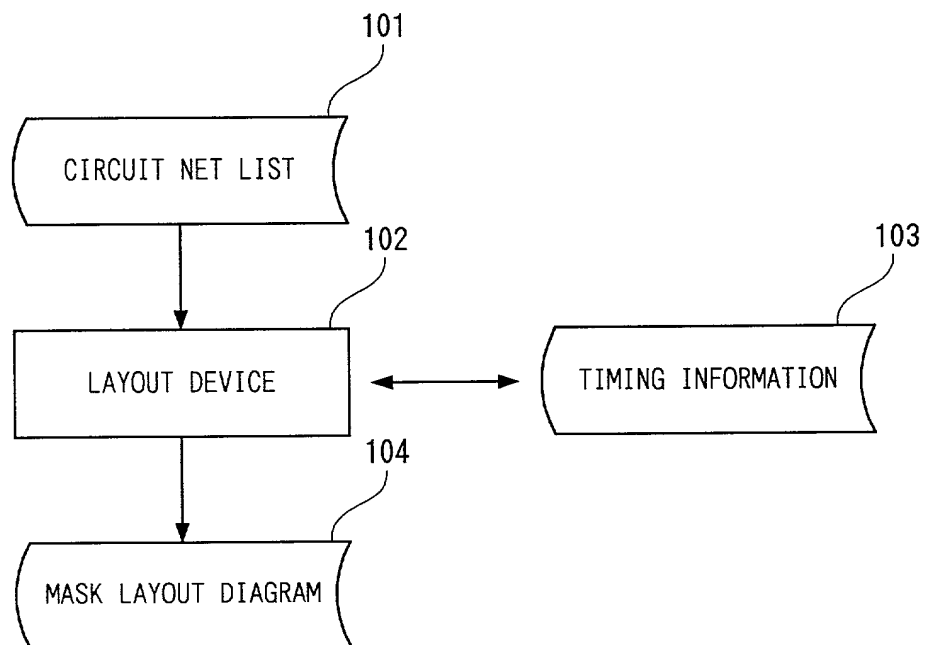 101
CIRCUIT NET LIST
102
103
LAYOUT DEVICE
TIMING INFORMATION
104
MASK LAYOUT DIAGRAM